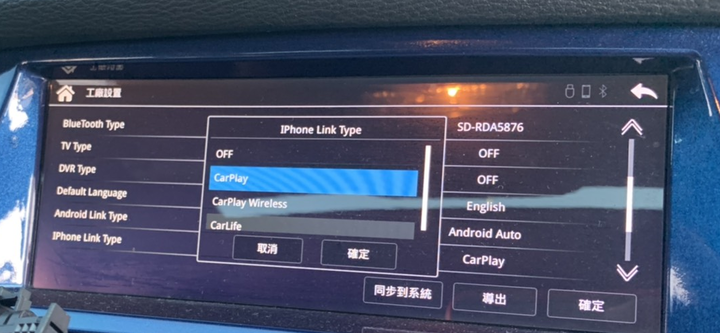 工廠設置
BlueTooth Type SD-RDA5876
TV Type OFF
DVR Type OFF
Default Language English
Android Link Type Android Auto
IPhone Link Type CarPlay
IPhone Link Type
OFF
CarPlay
CarPlay Wireless
CarLife
取消 確定
同步到系統 導出 確定